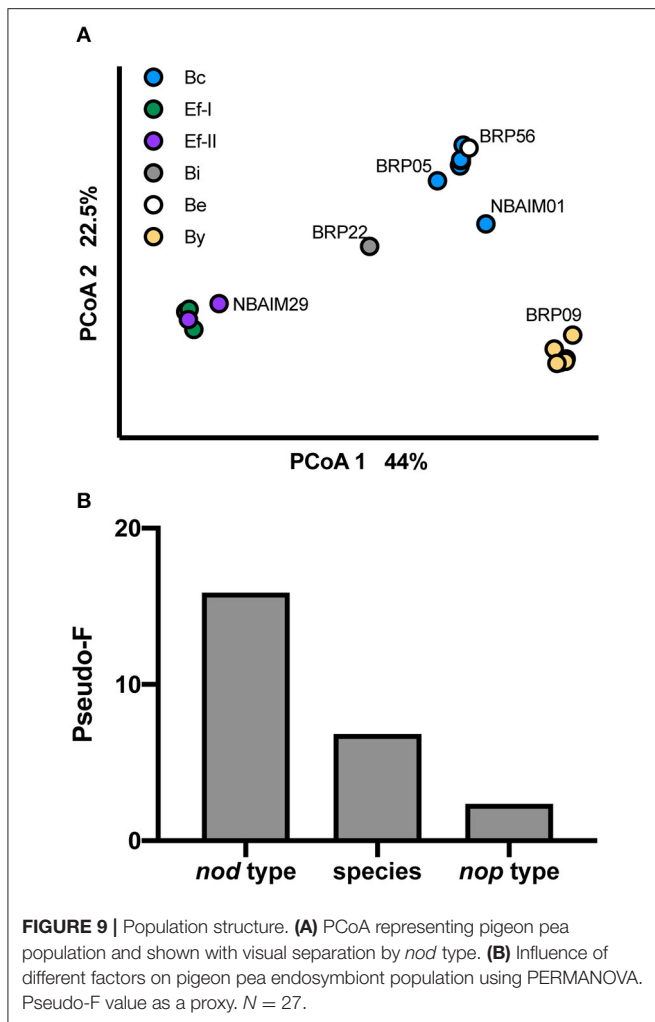 A
Bc
Ef-I
Ef-II
Bi
Be
By
BRP56
BRP05
NBAIM01
BRP22
NBAIM29
BRP09
PCoA 2 22.5%
PCoA 1 44%
B
20
10
0
Pseudo-F
nod type
species
nop type
FIGURE 9 | Population structure. (A) PCoA representing pigeon pea
population and shown with visual separation by nod type. (B) Influence of
different factors on pigeon pea endosymbiont population using PERMANOVA.
Pseudo-F value as a proxy. N = 27.